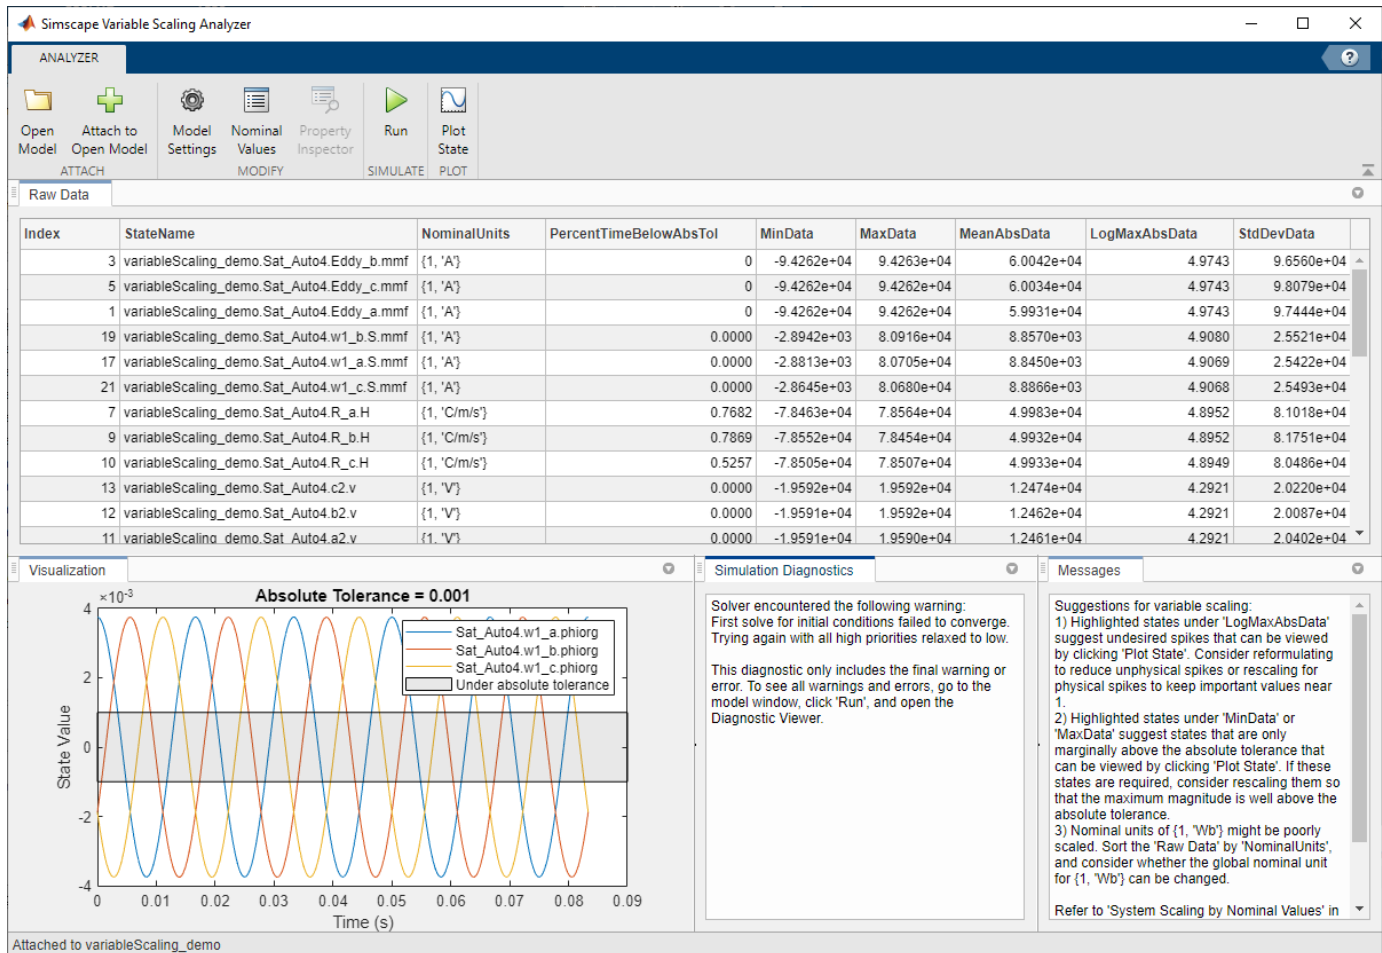 Simscape Variable Scaling Analyzer
ANALYZER
?
Open Model
Attach to Open Model
Model Settings
Nominal Values
Property Inspector
Run
Plot State
ATTACH
MODIFY
SIMULATE
PLOT
Raw Data
Index StateName NominalUnits PercentTimeBelowAbsTol MinData MaxData MeanAbsData LogMaxAbsData StdDevData
3 variableScaling_demo.Sat_Auto4.Eddy_b.mmf {1, 'A'} 0 -9.4262e+04 9.4263e+04 6.0042e+04 4.9743 9.6560e+04
5 variableScaling_demo.Sat_Auto4.Eddy_c.mmf {1, 'A'} 0 -9.4262e+04 9.4262e+04 6.0034e+04 4.9743 9.8079e+04
1 variableScaling_demo.Sat_Auto4.Eddy_a.mmf {1, 'A'} 0 -9.4262e+04 9.4262e+04 5.9931e+04 4.9743 9.7444e+04
19 variableScaling_demo.Sat_Auto4.w1_b.S.mmf {1, 'A'} 0.0000 -2.8942e+03 8.0916e+04 8.8570e+03 4.9080 2.5521e+04
17 variableScaling_demo.Sat_Auto4.w1_a.S.mmf {1, 'A'} 0.0000 -2.8813e+03 8.0705e+04 8.8450e+03 4.9069 2.5422e+04
21 variableScaling_demo.Sat_Auto4.w1_c.S.mmf {1, 'A'} 0.0000 -2.8645e+03 8.0680e+04 8.8866e+03 4.9068 2.5493e+04
7 variableScaling_demo.Sat_Auto4.R_a.H {1, 'C/m/s'} 0.7682 -7.8463e+04 7.8564e+04 4.9983e+04 4.8952 8.1018e+04
9 variableScaling_demo.Sat_Auto4.R_b.H {1, 'C/m/s'} 0.7869 -7.8552e+04 7.8454e+04 4.9932e+04 4.8952 8.1751e+04
10 variableScaling_demo.Sat_Auto4.R_c.H {1, 'C/m/s'} 0.5257 -7.8505e+04 7.8507e+04 4.9933e+04 4.8949 8.0486e+04
13 variableScaling_demo.Sat_Auto4.c2.v {1, 'V'} 0.0000 -1.9592e+04 1.9592e+04 1.2474e+04 4.2921 2.0220e+04
12 variableScaling_demo.Sat_Auto4.b2.v {1, 'V'} 0.0000 -1.9591e+04 1.9592e+04 1.2462e+04 4.2921 2.0087e+04
11 variableScaling_demo.Sat_Auto4.a2.v {1, 'V'} 0.0000 -1.9591e+04 1.9590e+04 1.2461e+04 4.2921 2.0402e+04
Visualization
×10-3
Absolute Tolerance = 0.001
Sat_Auto4.w1_a.phiorg
Sat_Auto4.w1_b.phiorg
Sat_Auto4.w1_c.phiorg
Under absolute tolerance
State Value
4
2
0
-2
-4
0 0.01 0.02 0.03 0.04 0.05 0.06 0.07 0.08 0.09
Time (s)
Simulation Diagnostics
Solver encountered the following warning:
First solve for initial conditions failed to converge.
Trying again with all high priorities relaxed to low.
This diagnostic only includes the final warning or
error. To see all warnings and errors, go to the
model window, click 'Run', and open the
Diagnostic Viewer.
Messages
Suggestions for variable scaling:
1) Highlighted states under 'LogMaxAbsData'
suggest undesired spikes that can be viewed
by clicking 'Plot State'. Consider reformulating
to reduce unphysical spikes or rescaling for
physical spikes to keep important values near
1.
2) Highlighted states under 'MinData' or
'MaxData' suggest states that are only
marginally above the absolute tolerance that
can be viewed by clicking 'Plot State'. If these
states are required, consider rescaling them so
that the maximum magnitude is well above the
absolute tolerance.
3) Nominal units of {1, 'Wb'} might be poorly
scaled. Sort the 'Raw Data' by 'NominalUnits',
and consider whether the global nominal unit
for {1, 'Wb'} can be changed.
Refer to 'System Scaling by Nominal Values' in
Attached to variableScaling_demo